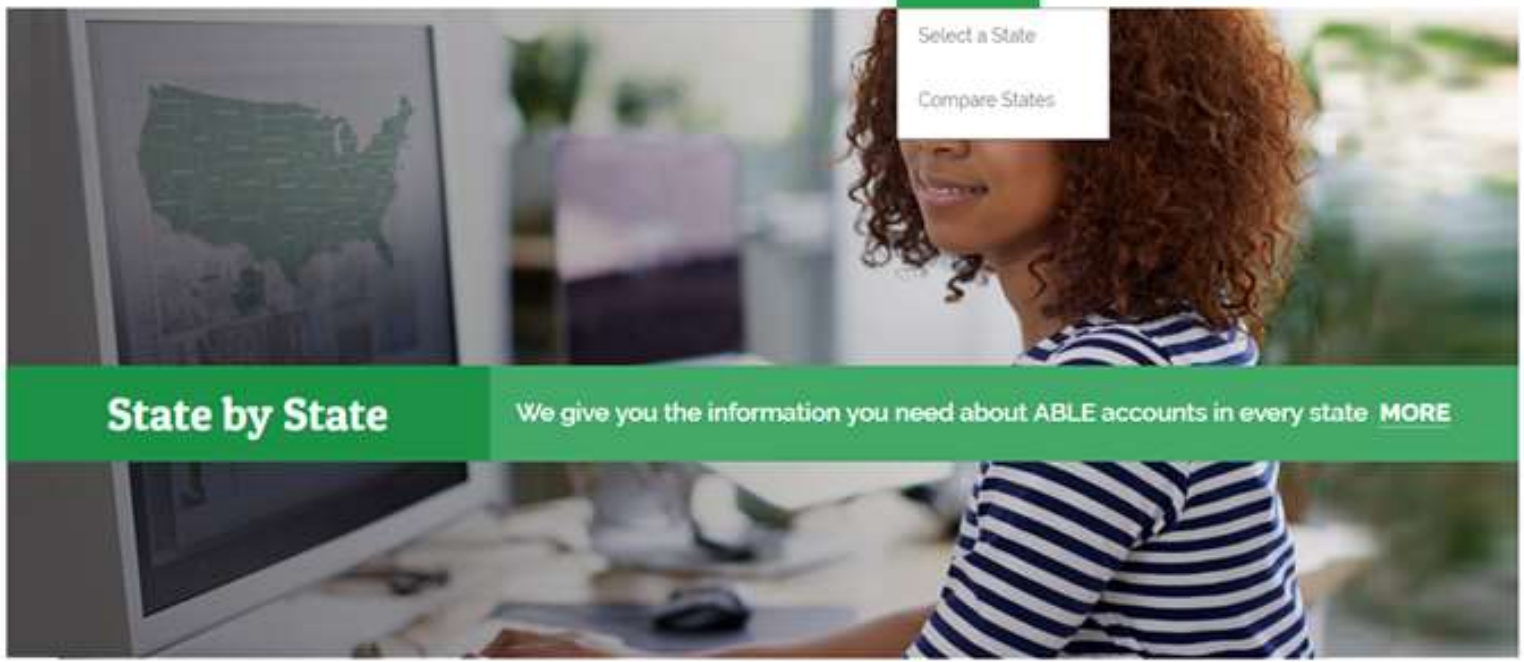 Select a State
Compare States
State by State
We give you the information you need about ABLE accounts in every state MORE